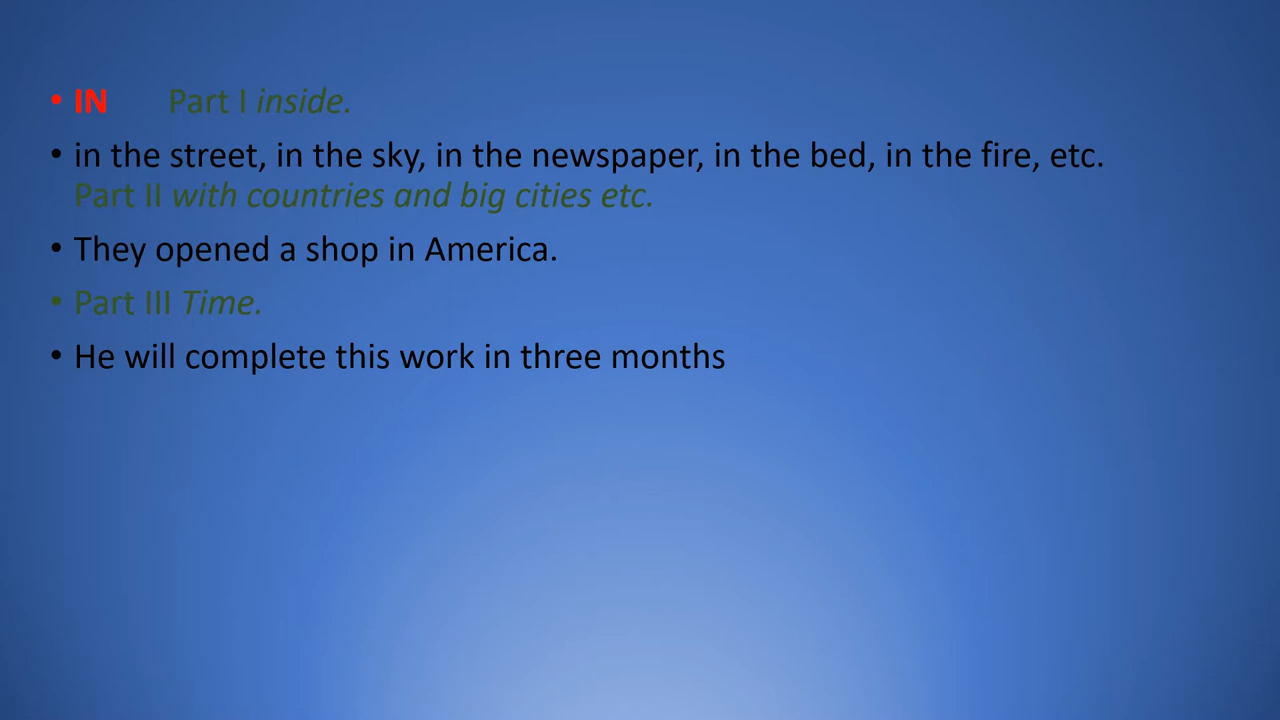 • IN Part I inside.
• in the street, in the sky, in the newspaper, in the bed, in the fire, etc.
Part II with countries and big cities etc.
• They opened a shop in America.
• Part III Time.
• He will complete this work in three months